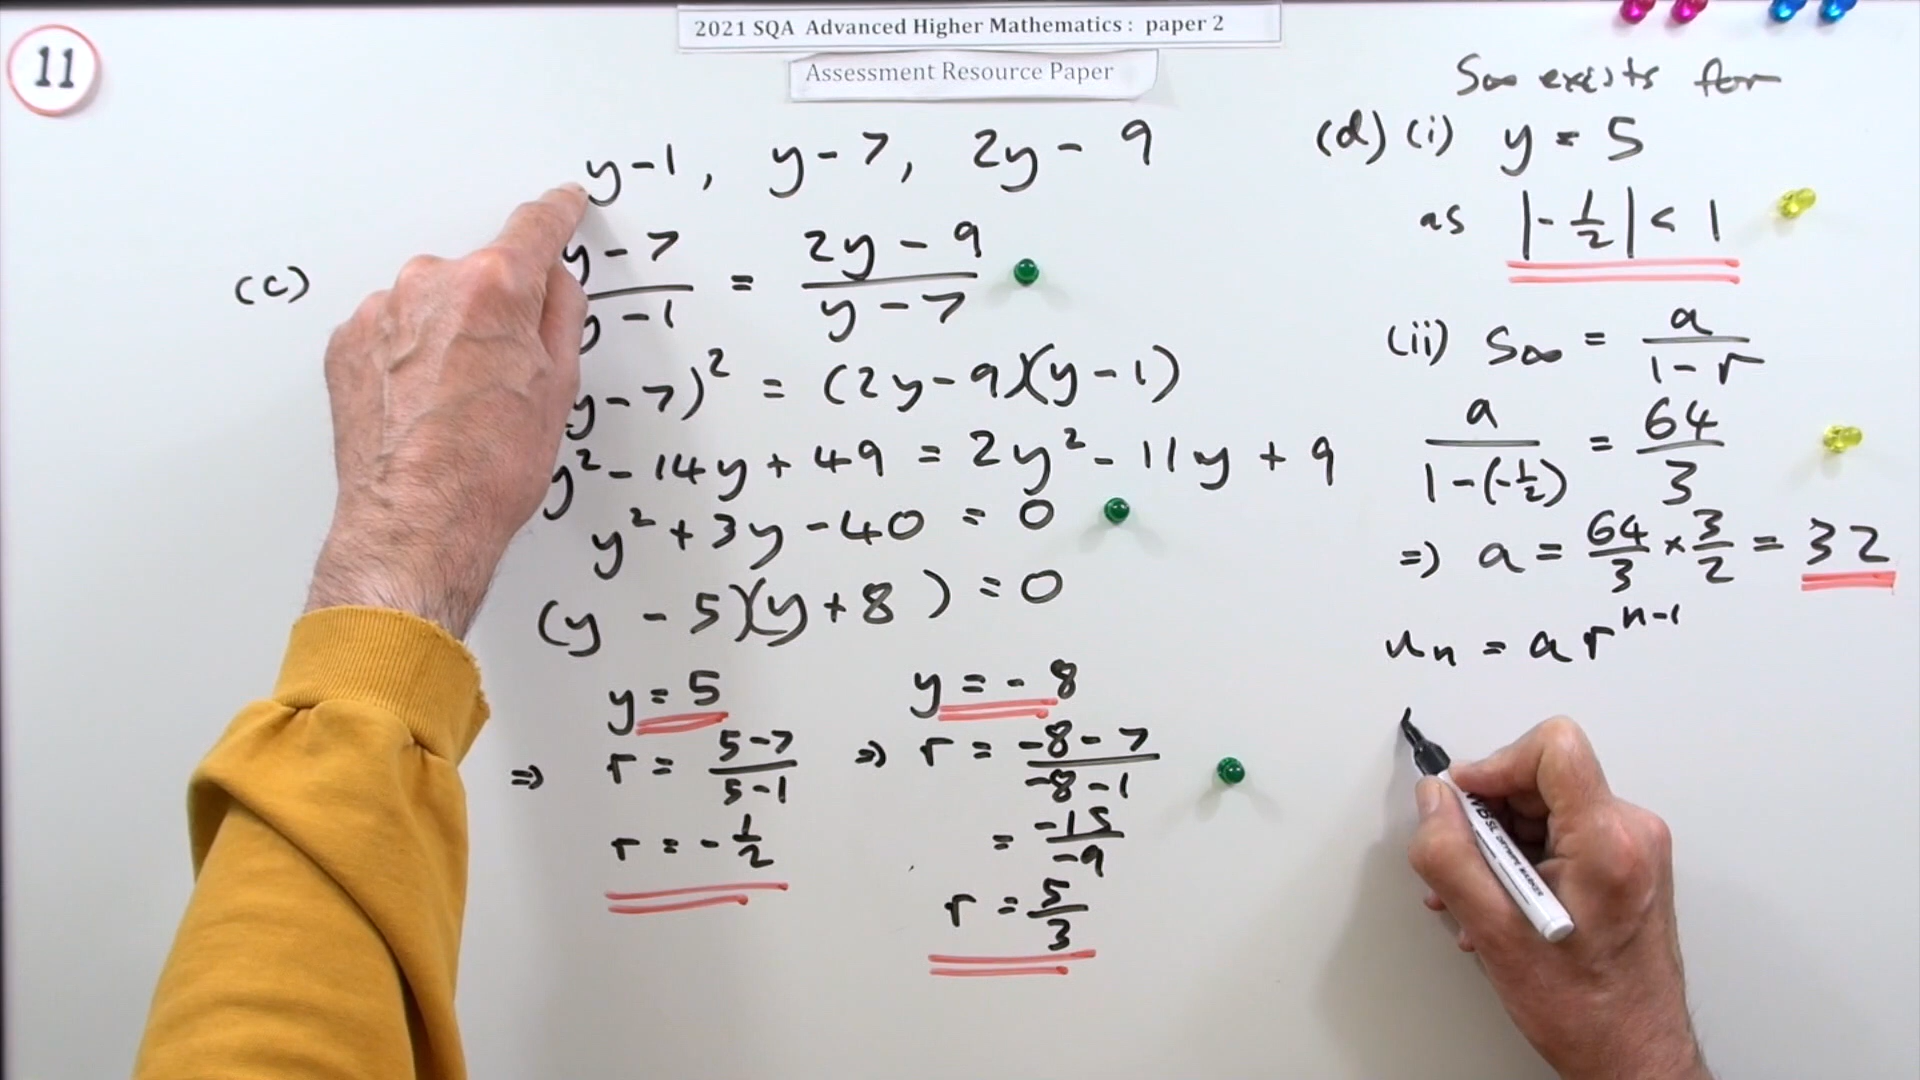 11
2021 SQA Advanced Higher Mathematics : paper 2
Assessment Resource Paper
y-1, y-7, 2y-9
(c) y-7/y-1 = 2y-9/y-7
y-7)² = (2y-9)(y-1)
y²-14y+49 = 2y²-11y+9
y²+3y-40 = 0
(y-5)(y+8) = 0
y = 5
⇒ r = 5-7/5-1
r = -1/2
y = -8
⇒ r = -8-7/-8-1
= -15/-9
r = 5/3
S∞ exists for
(d) (i) y = 5
as |-1/2| < 1
(ii) S∞ = a/1-r
a/1-(-1/2) = 64/3
⇒ a = 64/3 × 3/2 = 32
uₙ = a rⁿ⁻¹